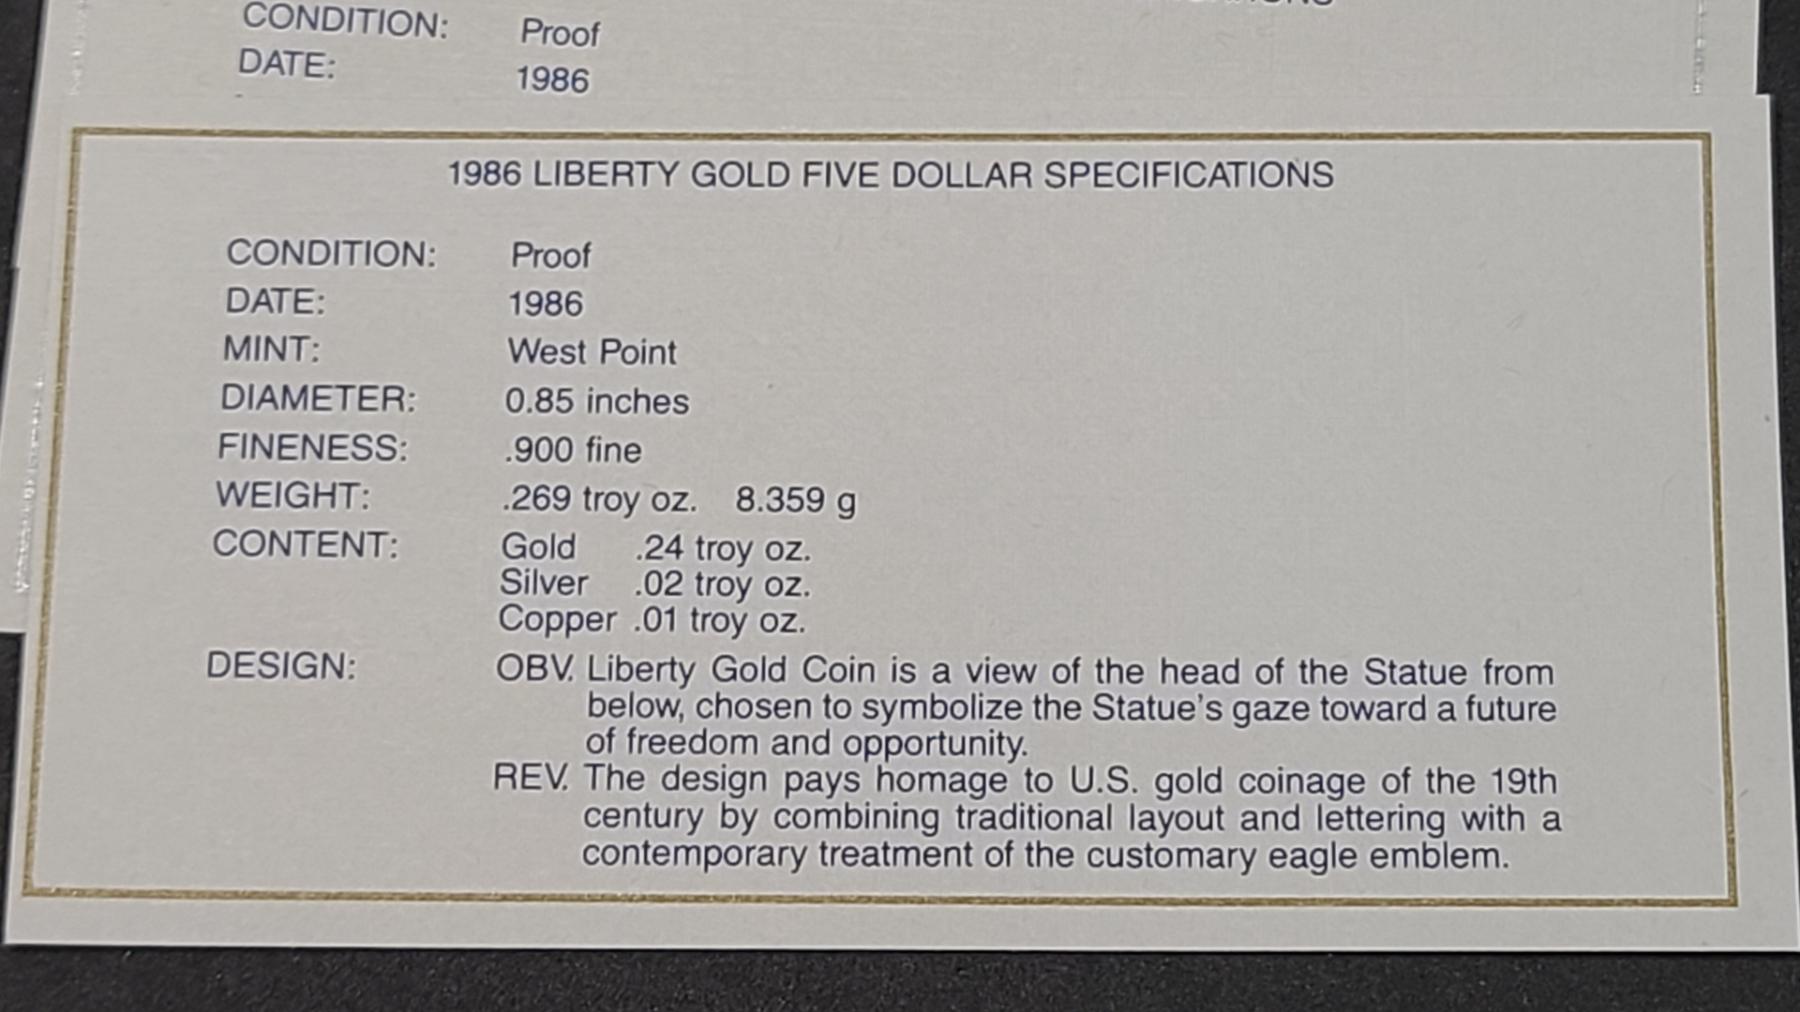 CONDITION: Proof
DATE: 1986
1986 LIBERTY GOLD FIVE DOLLAR SPECIFICATIONS
CONDITION: Proof
DATE: 1986
MINT: West Point
DIAMETER: 0.85 inches
FINENESS: .900 fine
WEIGHT: .269 troy oz. 8.359 g
CONTENT: Gold .24 troy oz.
Silver .02 troy oz.
Copper .01 troy oz.
DESIGN: OBV. Liberty Gold Coin is a view of the head of the Statue from
below, chosen to symbolize the Statue's gaze toward a future
of freedom and opportunity.
REV. The design pays homage to U.S. gold coinage of the 19th
century by combining traditional layout and lettering with a
contemporary treatment of the customary eagle emblem.